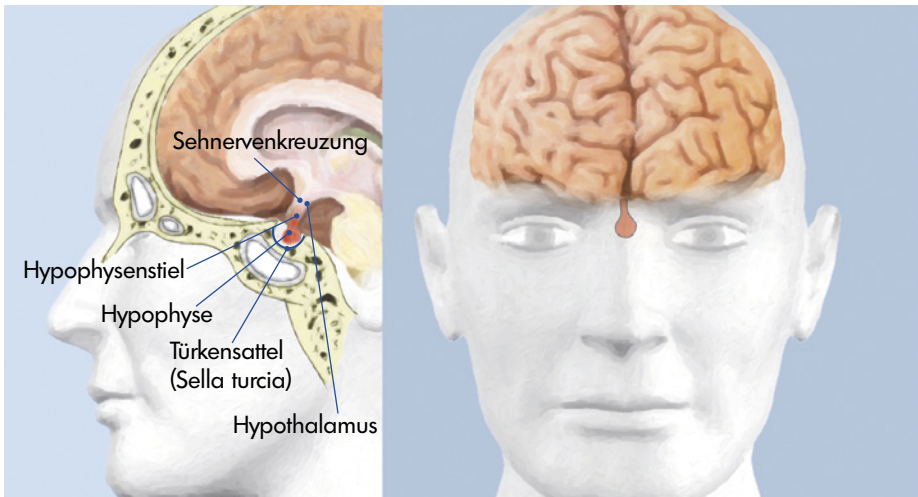 Sehnervenkreuzung
Hypophysenstiel
Hypophyse
Türkensattel
(Sella turcia)
Hypothalamus